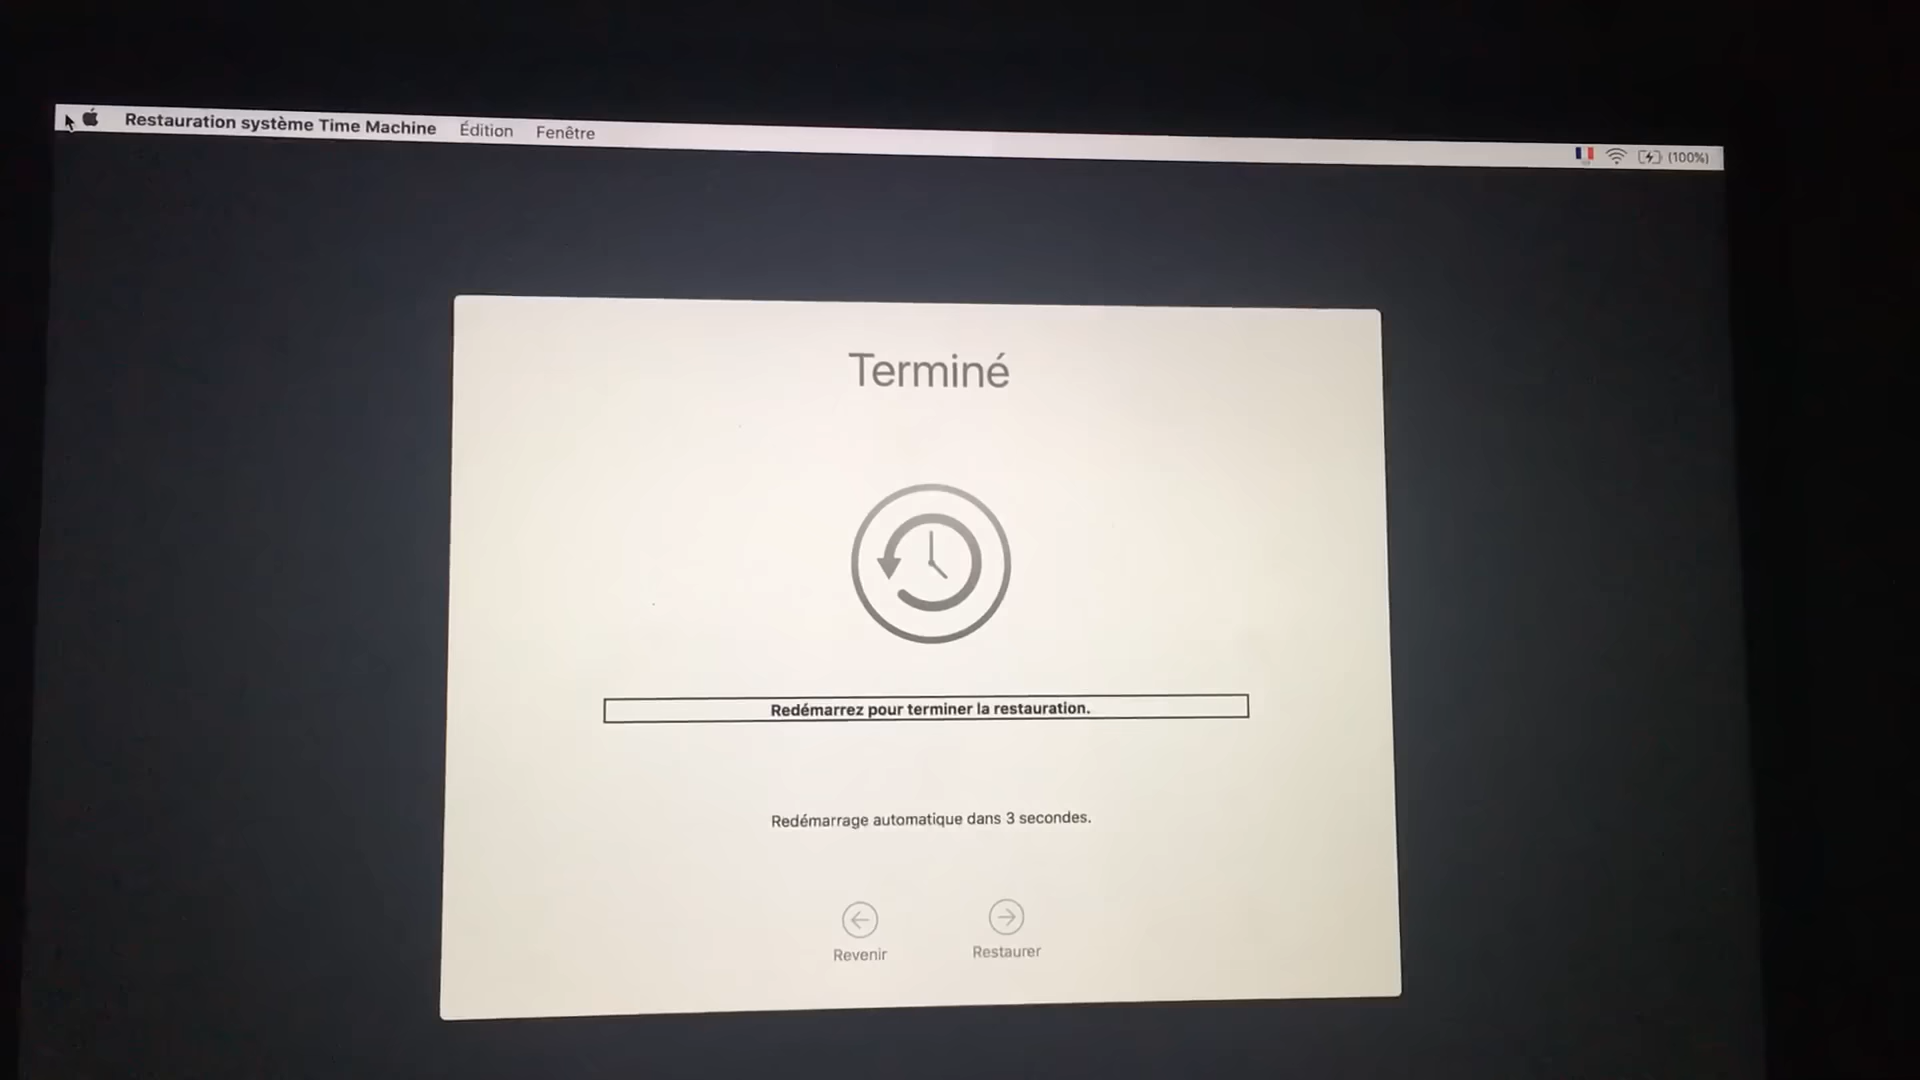 Restauration système Time Machine Édition Fenêtre (100%)
Terminé
Redémarrez pour terminer la restauration.
Redémarrage automatique dans 3 secondes.
Revenir Restaurer